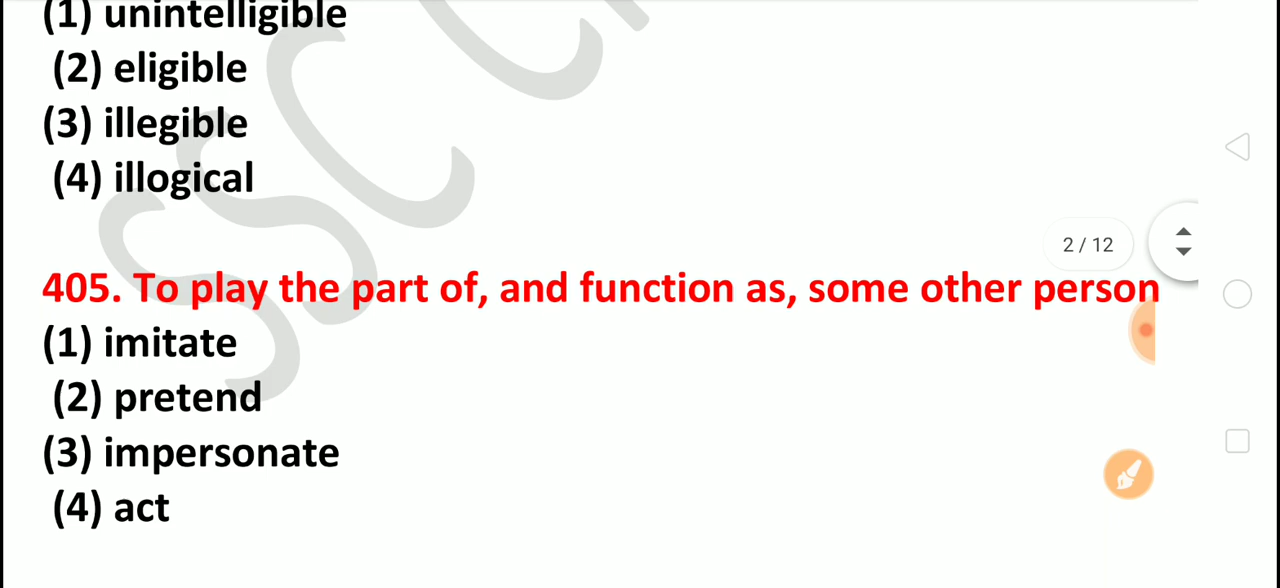 (1) unintelligible
(2) eligible
(3) illegible
(4) illogical
2 / 12
405. To play the part of, and function as, some other person
(1) imitate
(2) pretend
(3) impersonate
(4) act
SSC